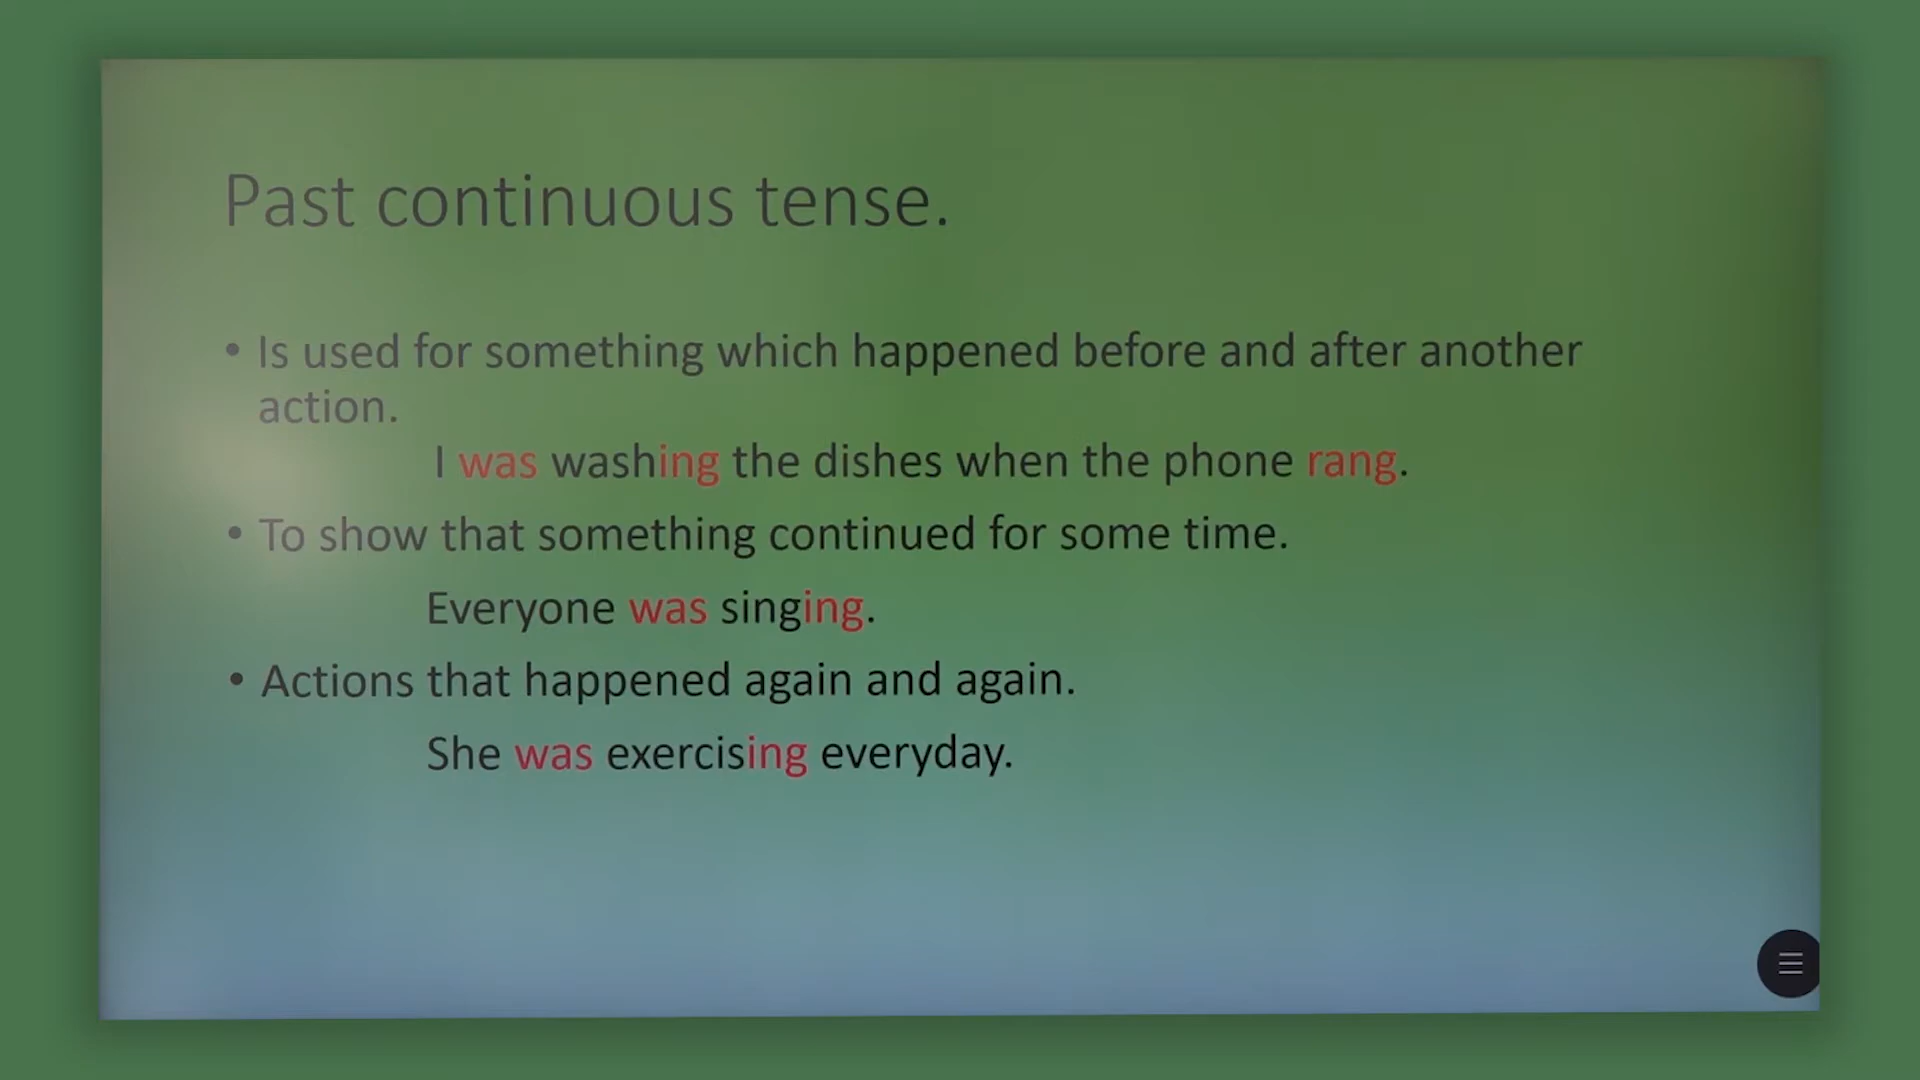 Past continuous tense.
• Is used for something which happened before and after another
action.
I was washing the dishes when the phone rang.
• To show that something continued for some time.
Everyone was singing.
• Actions that happened again and again.
She was exercising everyday.